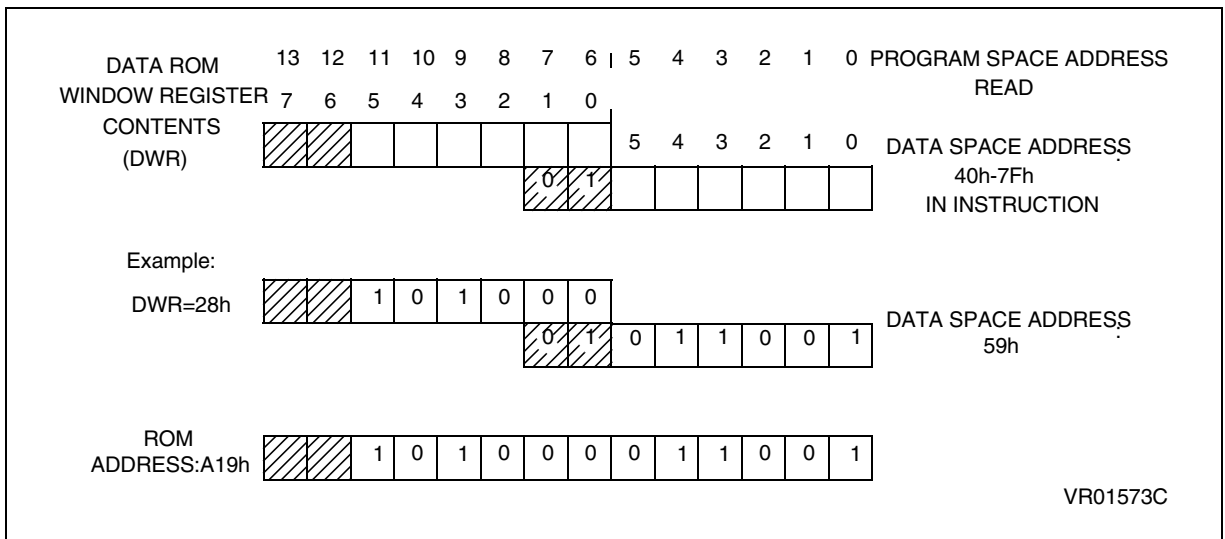 13 12 11 10 9 8 7 6 5 4 3 2 1 0 PROGRAM SPACE ADDRESS
READ
DATA ROM
WINDOW REGISTER 7 6 5 4 3 2 1 0
CONTENTS
(DWR)
5 4 3 2 1 0 DATA SPACE ADDRESS
:
0 1
40h-7Fh
IN INSTRUCTION
Example:
DWR=28h 1 0 1 0 0 0
DATA SPACE ADDRESS
:
0 1 0 1 1 0 0 1
59h
ROM
ADDRESS:A19h 1 0 1 0 0 0 0 1 1 0 0 1
VR01573C